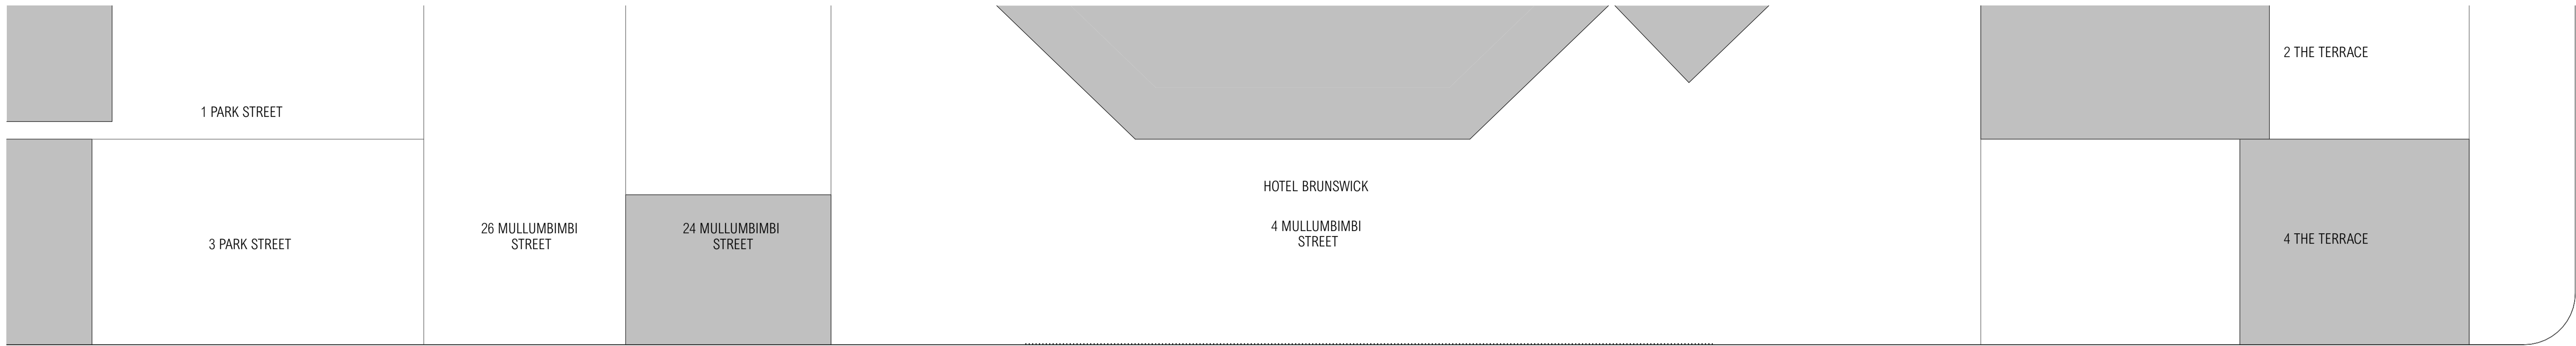 2 THE TERRACE
1 PARK STREET
HOTEL BRUNSWICK
4 MULLUMBIMBI
STREET
26 MULLUMBIMBI
STREET
24 MULLUMBIMBI
STREET
3 PARK STREET
4 THE TERRACE